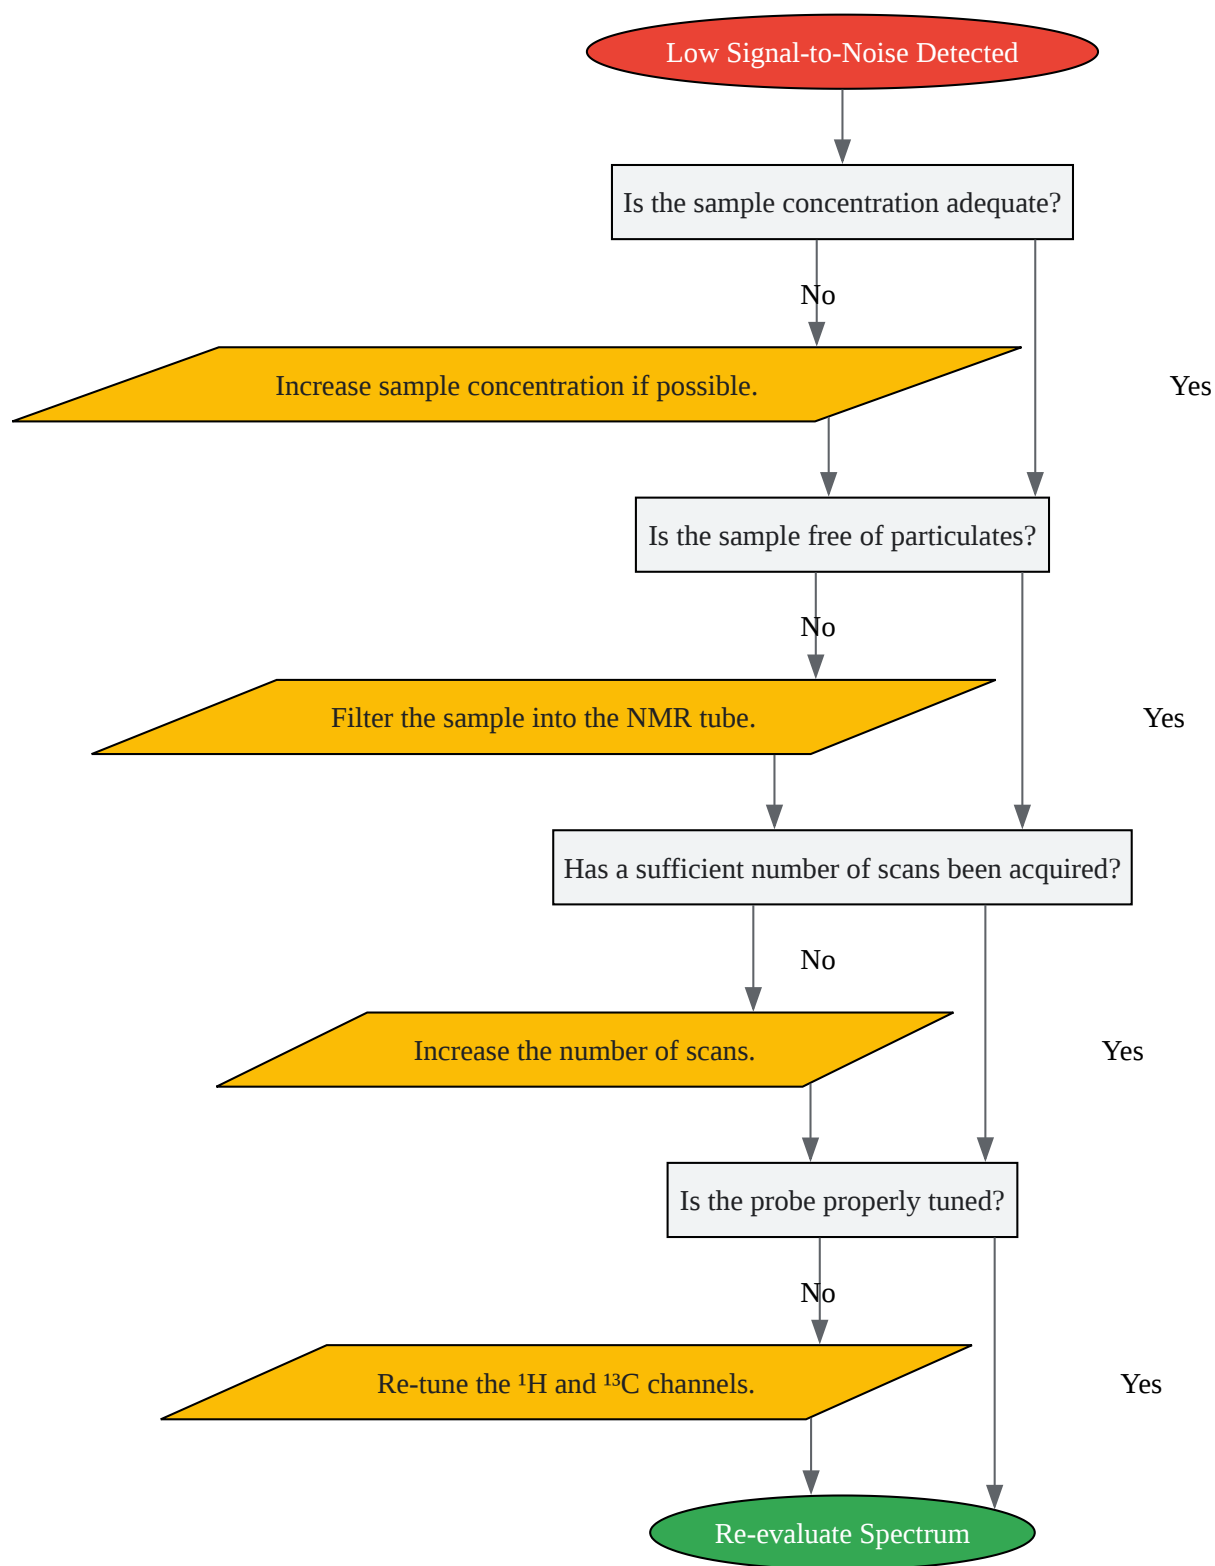 Low Signal-to-Noise Detected
Is the sample concentration adequate?
No
Increase sample concentration if possible.
Yes
Is the sample free of particulates?
No
Filter the sample into the NMR tube.
Yes
Has a sufficient number of scans been acquired?
No
Increase the number of scans.
Yes
Is the probe properly tuned?
No
Re-tune the ¹H and ¹³C channels.
Yes
Re-evaluate Spectrum